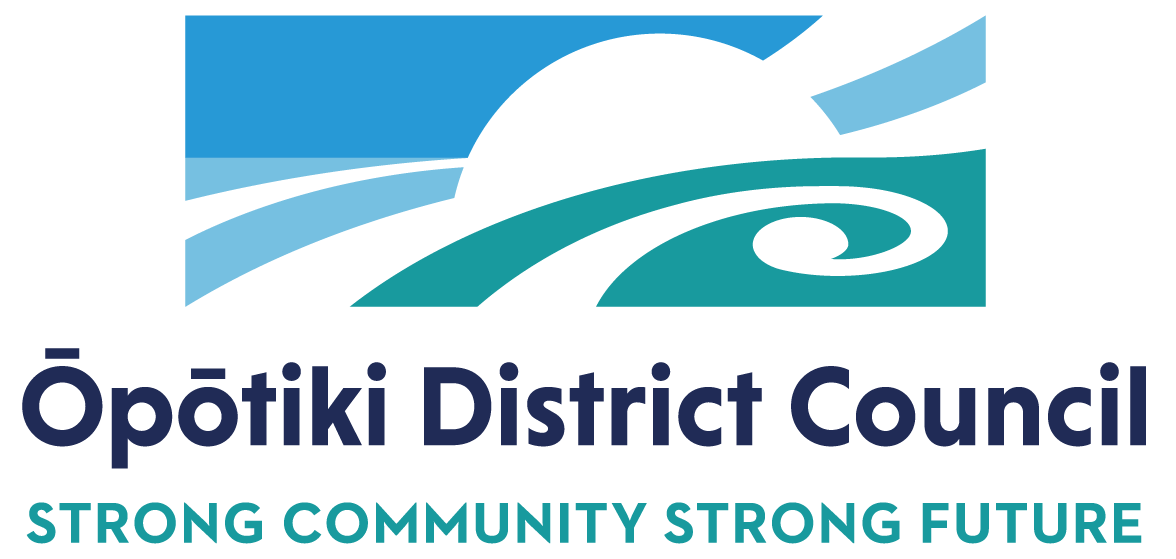 Ōpōtiki District Council
STRONG COMMUNITY STRONG FUTURE